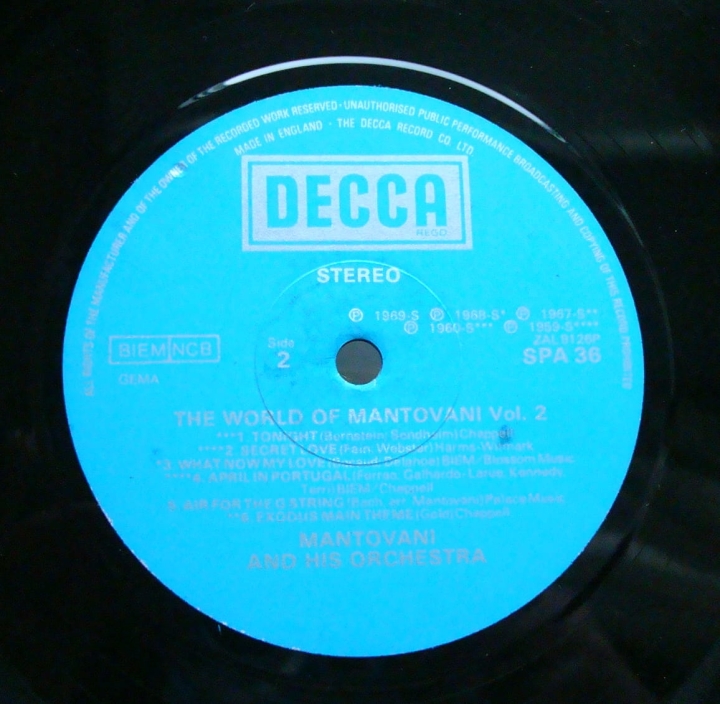 ALL RIGHTS OF THE MANUFACTURER AND OF THE OWNER OF THE RECORDED WORK RESERVED · UNAUTHORISED PUBLIC PERFORMANCE BROADCASTING AND COPYING OF THIS RECORD PROHIBITED
MADE IN ENGLAND · THE DECCA RECORD CO. LTD.
DECCA
REGD.
STEREO
Ⓟ 1969-S Ⓟ 1968-S* Ⓟ 1967-S**
Ⓟ 1960-S*** Ⓟ 1959-S****
ZAL 9126P
SPA 36
Side
2
BIEM NCB
GEMA
THE WORLD OF MANTOVANI Vol. 2
***1. TONIGHT (Bernstein; Sondheim) Chappell
****2. SECRET LOVE (Fain, Webster) Harms-Witmark
*3. WHAT NOW MY LOVE (Becaud; Delanoe) BIEM/ Blossom Music
****4. APRIL IN PORTUGAL (Ferrao, Galhardo- Larue, Kennedy
BIEM/ Chappell
5. AIR FOR THE G STRING (Bach, arr. Mantovani) Palace Music
**6. EXODUS MAIN THEME (Gold) Chappell
MANTOVANI
AND HIS ORCHESTRA